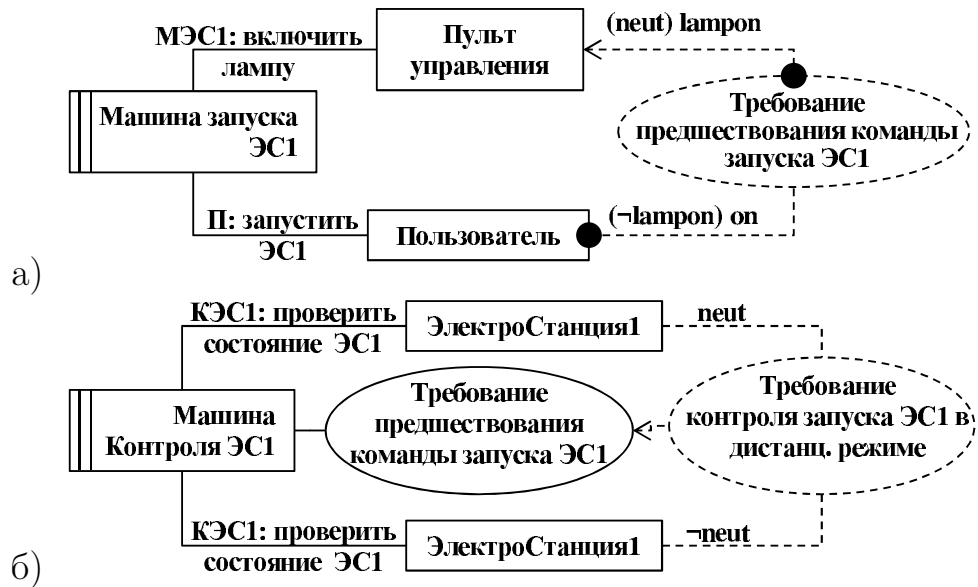 МЭС1: включить
лампу
Пульт
управления
(neut) lampon
Машина запуска
ЭС1
Требование
предшествования команды
запуска ЭС1
П: запустить
ЭС1
Пользователь
(¬lampon) on
а)
КЭС1: проверить
состояние ЭС1
ЭлектроСтанция1
neut
Машина
Контроля ЭС1
Требование
предшествования
команды запуска ЭС1
Требование
контроля запуска ЭС1 в
дистанц. режиме
КЭС1: проверить
состояние ЭС1
ЭлектроСтанция1
¬neut
б)